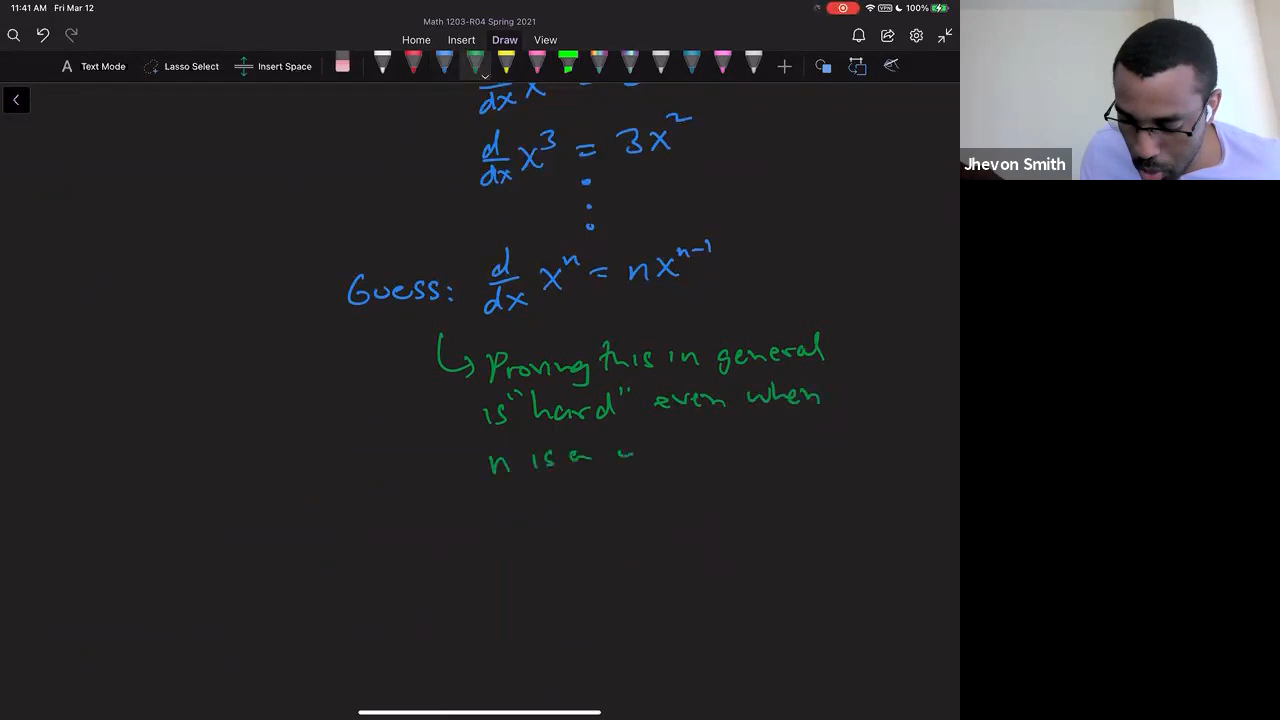 11:41 AM Fri Mar 12
VPN 100%
Math 1203-R04 Spring 2021
Home Insert Draw View
A Text Mode Lasso Select Insert Space
Jhevon Smith
d/dx x
d/dx x³ = 3x²
⋮
Guess: d/dx xⁿ = nxⁿ⁻¹
↳ Proving this in general
is "hard" even when
n is a